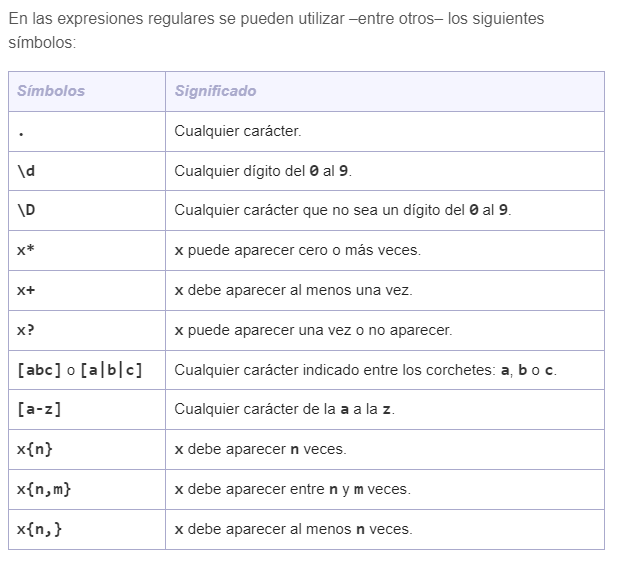 En las expresiones regulares se pueden utilizar –entre otros– los siguientes
símbolos:
Símbolos Significado
. Cualquier carácter.
\d Cualquier dígito del 0 al 9.
\D Cualquier carácter que no sea un dígito del 0 al 9.
x* x puede aparecer cero o más veces.
x+ x debe aparecer al menos una vez.
x? x puede aparecer una vez o no aparecer.
[abc] o [a|b|c] Cualquier carácter indicado entre los corchetes: a, b o c.
[a-z] Cualquier carácter de la a a la z.
x{n} x debe aparecer n veces.
x{n,m} x debe aparecer entre n y m veces.
x{n,} x debe aparecer al menos n veces.